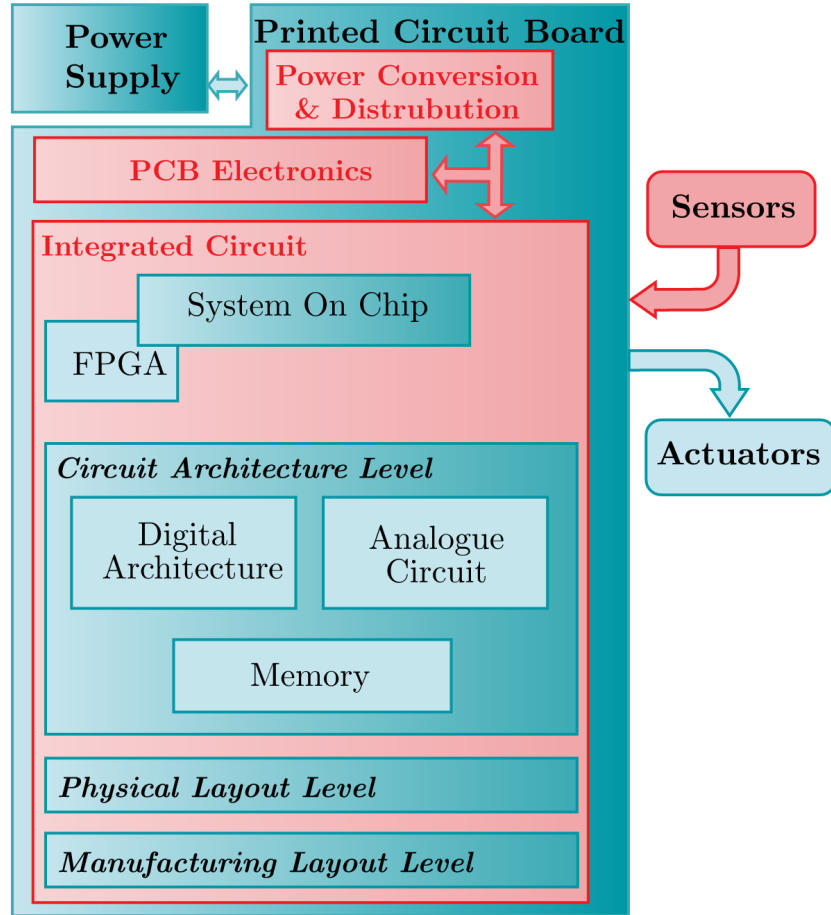 Power
Supply
Printed Circuit Board
Power Conversion
& Distrubution
PCB Electronics
Sensors
Integrated Circuit
System On Chip
FPGA
Actuators
Circuit Architecture Level
Digital
Architecture
Analogue
Circuit
Memory
Physical Layout Level
Manufacturing Layout Level